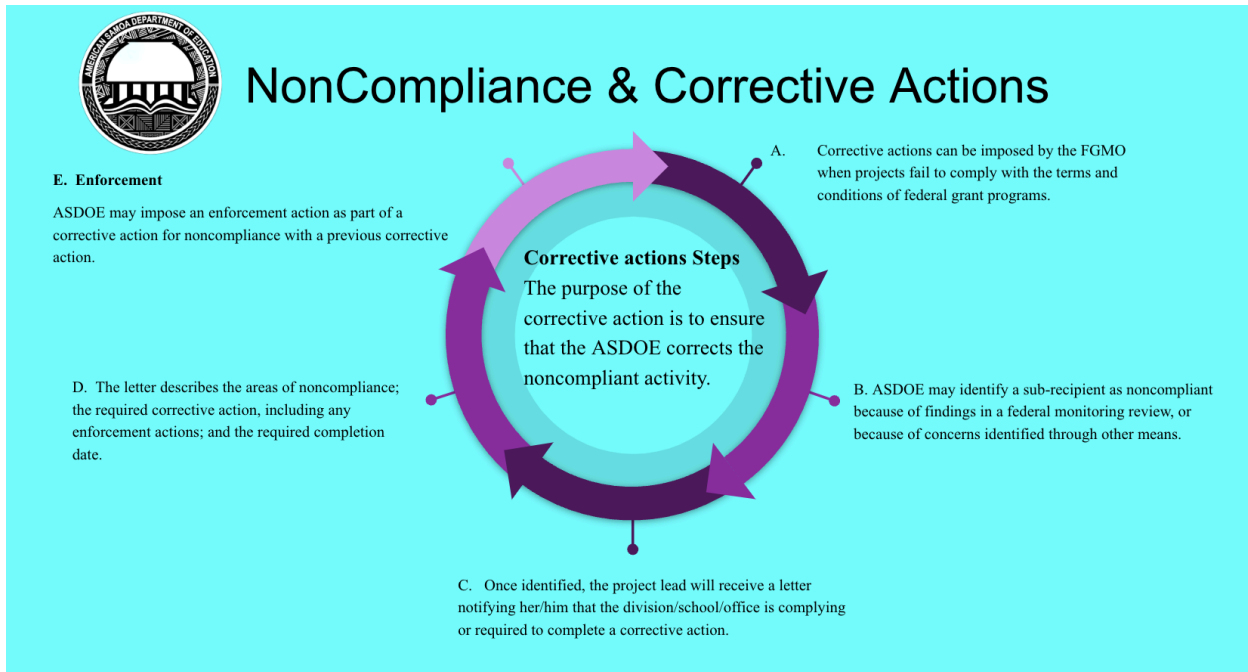 AMERICAN SAMOA DEPARTMENT OF EDUCATION
NonCompliance & Corrective Actions
A. Corrective actions can be imposed by the FGMO
when projects fail to comply with the terms and
conditions of federal grant programs.
E. Enforcement
ASDOE may impose an enforcement action as part of a
corrective action for noncompliance with a previous corrective
action.
Corrective actions Steps
The purpose of the
corrective action is to ensure
that the ASDOE corrects the
noncompliant activity.
B. ASDOE may identify a sub-recipient as noncompliant
because of findings in a federal monitoring review, or
because of concerns identified through other means.
D. The letter describes the areas of noncompliance;
the required corrective action, including any
enforcement actions; and the required completion
date.
C. Once identified, the project lead will receive a letter
notifying her/him that the division/school/office is complying
or required to complete a corrective action.